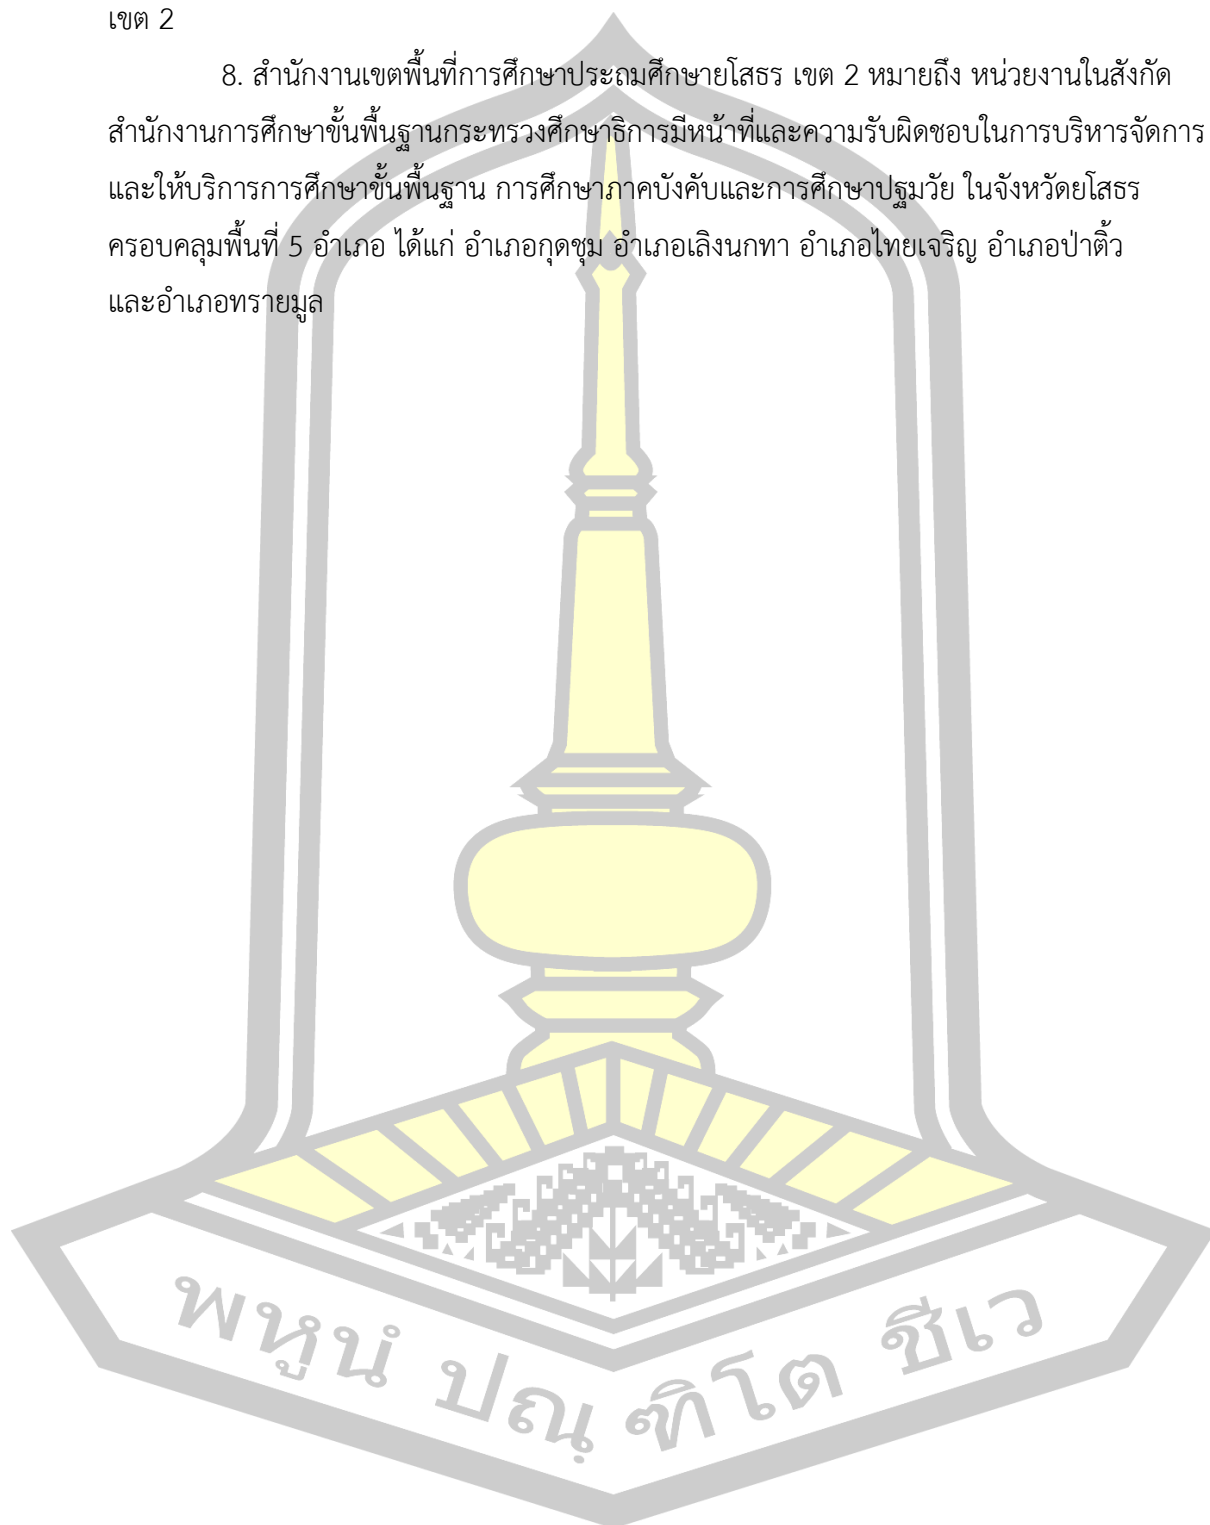 เขต 2
8. สำนักงานเขตพื้นที่การศึกษาประถมศึกษายโสธร เขต 2 หมายถึง หน่วยงานในสังกัด
สำนักงานการศึกษาขั้นพื้นฐานกระทรวงศึกษาธิการมีหน้าที่และความรับผิดชอบในการบริหารจัดการ
และให้บริการการศึกษาขั้นพื้นฐาน การศึกษาภาคบังคับและการศึกษาปฐมวัย ในจังหวัดยโสธร
ครอบคลุมพื้นที่ 5 อำเภอ ได้แก่ อำเภอกุดชุม อำเภอเลิงนกทา อำเภอไทยเจริญ อำเภอป่าติ้ว
และอำเภอทรายมูล
พหูนํ ปณฺฑิโต ชีเว